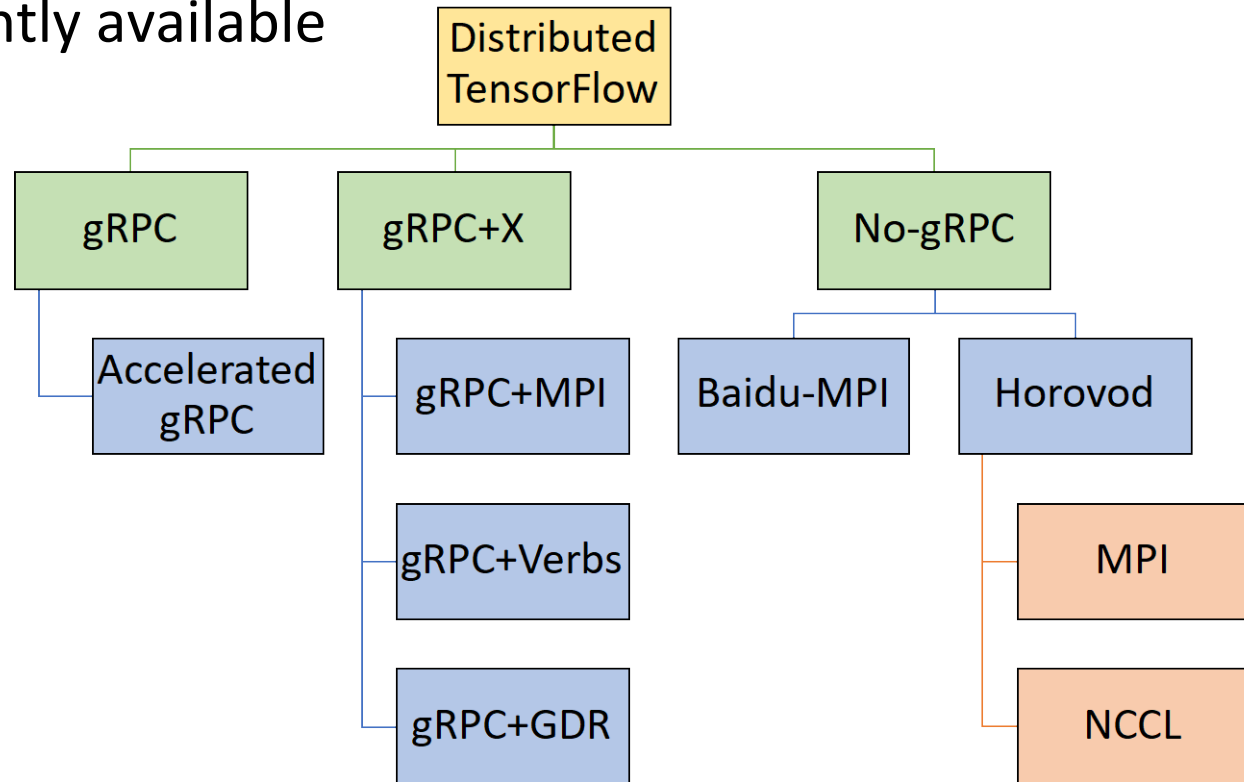 available
Distributed
TensorFlow
gRPC
gRPC+X
No-gRPC
Accelerated
gRPC
gRPC+MPI
Baidu-MPI
Horovod
gRPC+Verbs
MPI
gRPC+GDR
NCCL